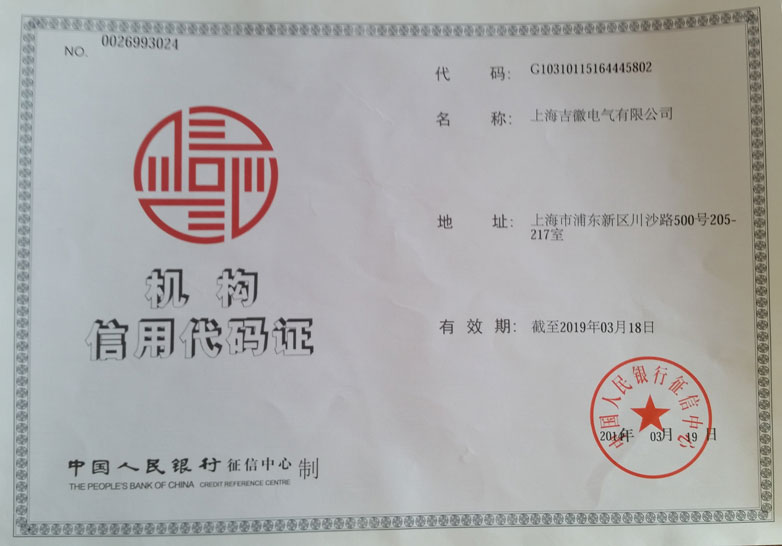 NO. 0026993024
代 码: G10310115164445802
名 称: 上海吉徽电气有限公司
地 址: 上海市浦东新区川沙路500号205-
217室
有 效 期: 截至2019年03月18日
机 构
信用代码证
中国人民银行征信中心
2014年 03月 19 日
中国人民银行征信中心 制
THE PEOPLE'S BANK OF CHINA CREDIT REFERENCE CENTRE